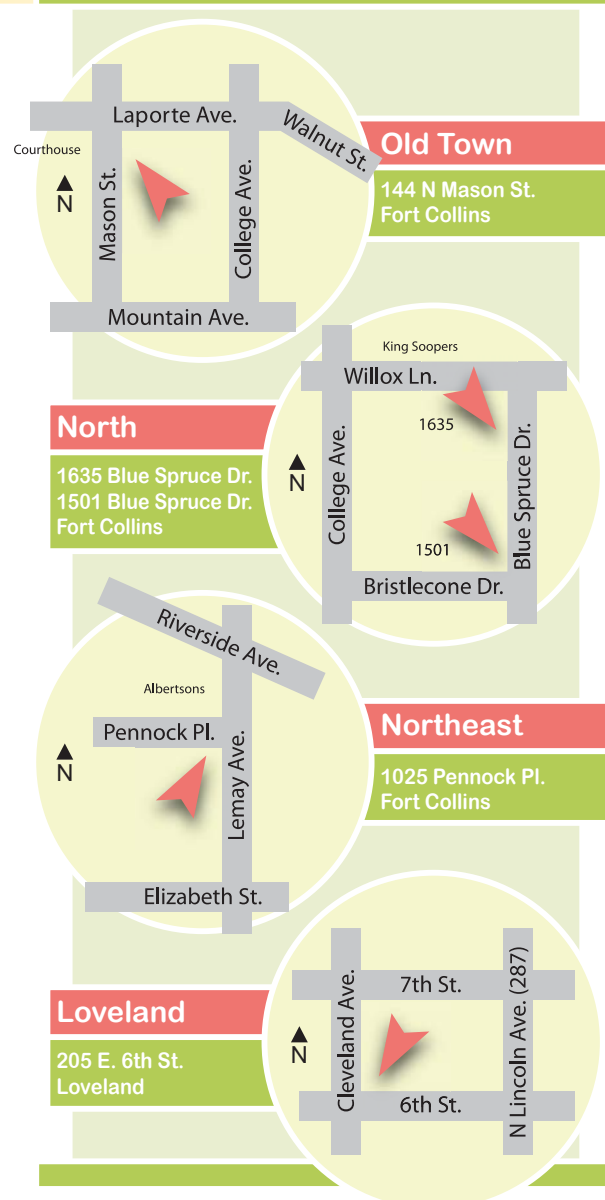 Laporte Ave.
Walnut St.
Courthouse
N
Mason St.
College Ave.
Mountain Ave.
Old Town
144 N Mason St.
Fort Collins
King Soopers
Willox Ln.
1635
College Ave.
N
Blue Spruce Dr.
1501
Bristlecone Dr.
North
1635 Blue Spruce Dr.
1501 Blue Spruce Dr.
Fort Collins
Riverside Ave.
Albertsons
Pennock Pl.
N
Lemay Ave.
Elizabeth St.
Northeast
1025 Pennock Pl.
Fort Collins
7th St.
Cleveland Ave.
N Lincoln Ave. (287)
N
6th St.
Loveland
205 E. 6th St.
Loveland